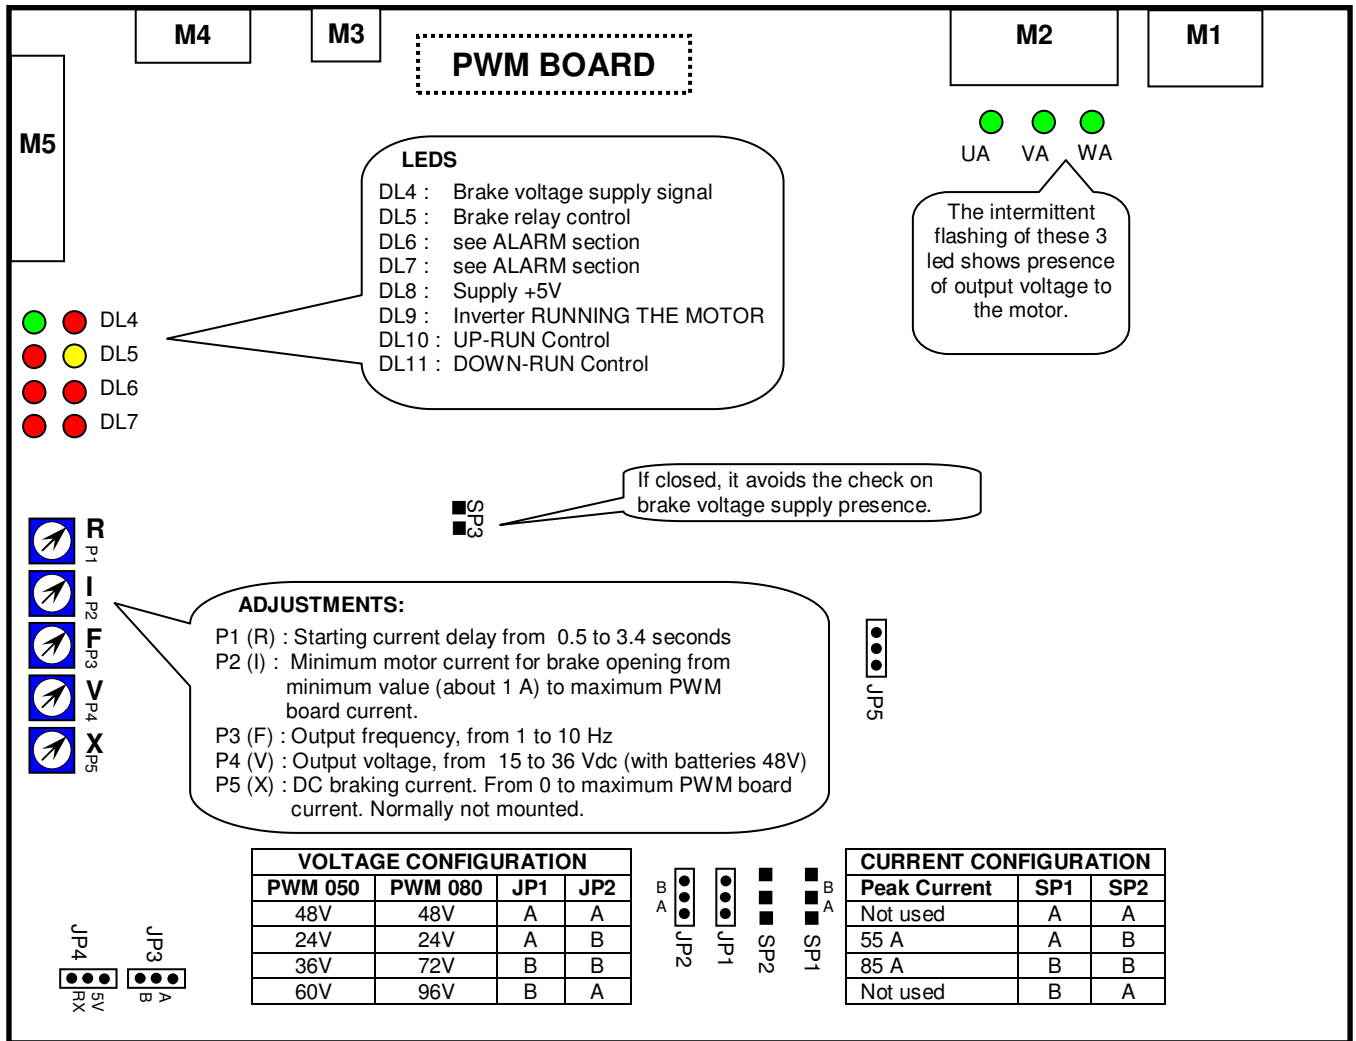 M4
M3
PWM BOARD
M2
M1
M5
UA VA WA
LEDS
DL4 : Brake voltage supply signal
DL5 : Brake relay control
DL6 : see ALARM section
DL7 : see ALARM section
DL8 : Supply +5V
DL9 : Inverter RUNNING THE MOTOR
DL10 : UP-RUN Control
DL11 : DOWN-RUN Control
The intermittent
flashing of these 3
led shows presence
of output voltage to
the motor.
DL4
DL5
DL6
DL7
If closed, it avoids the check on
brake voltage supply presence.
SP3
R P1
I P2
F P3
V P4
X P5
ADJUSTMENTS:
P1 (R) : Starting current delay from 0.5 to 3.4 seconds
P2 (I) : Minimum motor current for brake opening from
minimum value (about 1 A) to maximum PWM
board current.
P3 (F) : Output frequency, from 1 to 10 Hz
P4 (V) : Output voltage, from 15 to 36 Vdc (with batteries 48V)
P5 (X) : DC braking current. From 0 to maximum PWM board
current. Normally not mounted.
JP5
VOLTAGE CONFIGURATION
PWM 050 PWM 080 JP1 JP2
48V 48V A A
24V 24V A B
36V 72V B B
60V 96V B A
B
A
JP2
JP1
SP2
SP1
B
A
CURRENT CONFIGURATION
Peak Current SP1 SP2
Not used A A
55 A A B
85 A B B
Not used B A
JP4
RX 5V
JP3
B A